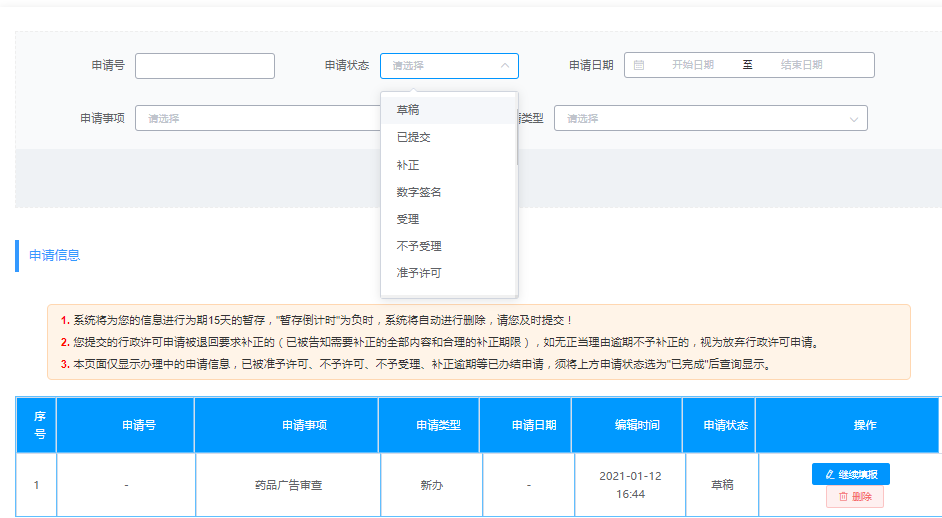 申请号
申请状态 请选择
申请日期 开始日期 至 结束日期
申请事项 请选择
类型 请选择
草稿
已提交
补正
数字签名
受理
不予受理
准予许可
申请信息
1. 系统将为您的信息进行为期15天的暂存，"暂存倒计时"为负时，系统将自动进行删除，请您及时提交！
2. 您提交的行政许可申请被退回要求补正的（已被告知需要补正的全部内容和合理的补正期限），如无正当理由逾期不予补正的，视为放弃行政许可申请。
3. 本页面仅显示办理中的申请信息，已被准予许可、不予许可、不予受理、补正逾期等已办结申请，须将上方申请状态选为"已完成"后查询显示。
序号 申请号 申请事项 申请类型 申请日期 编辑时间 申请状态 操作
1 - 药品广告审查 新办 - 2021-01-12 16:44 草稿 继续填报
删除